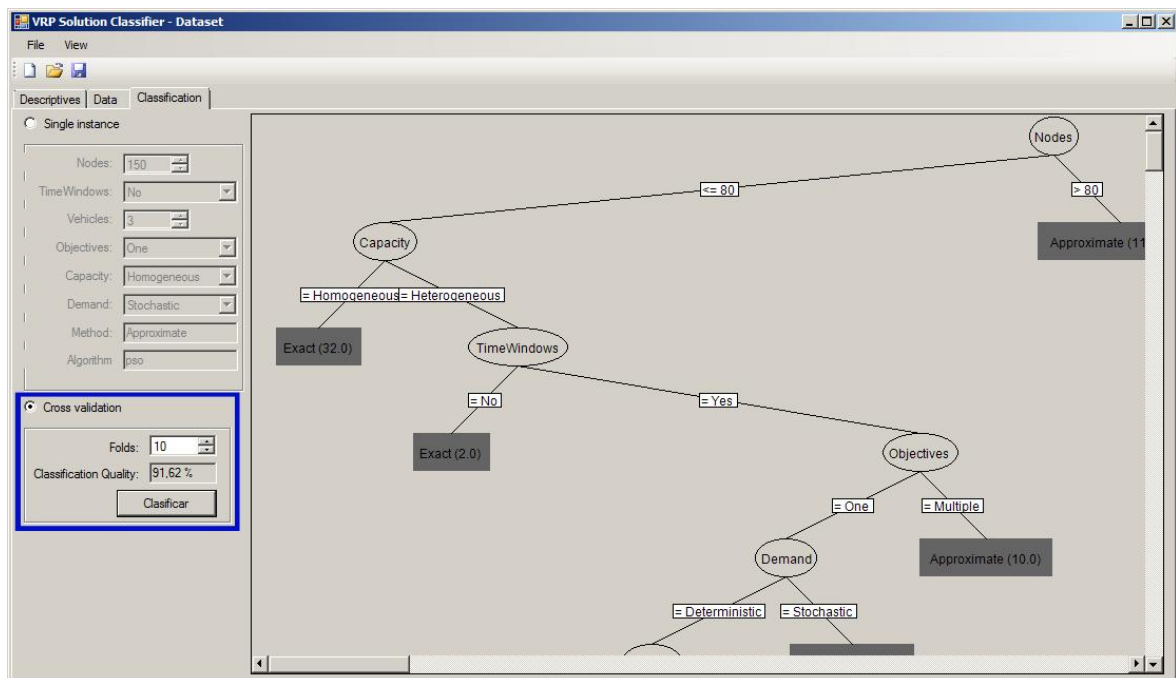 VRP Solution Classifier - Dataset
File View
Descriptives Data Classification
Single instance
Nodes: 150
TimeWindows: No
Vehicles: 3
Objectives: One
Capacity: Homogeneous
Demand: Stochastic
Method: Approximate
Algorithm pso
Cross validation
Folds: 10
Classification Quality: 91,62 %
Clasificar
Nodes
<= 80
> 80
Capacity
Approximate (11
= Homogeneous
= Heterogeneous
Exact (32.0)
TimeWindows
= No
= Yes
Exact (2.0)
Objectives
= One
= Multiple
Demand
Approximate (10.0)
= Deterministic
= Stochastic